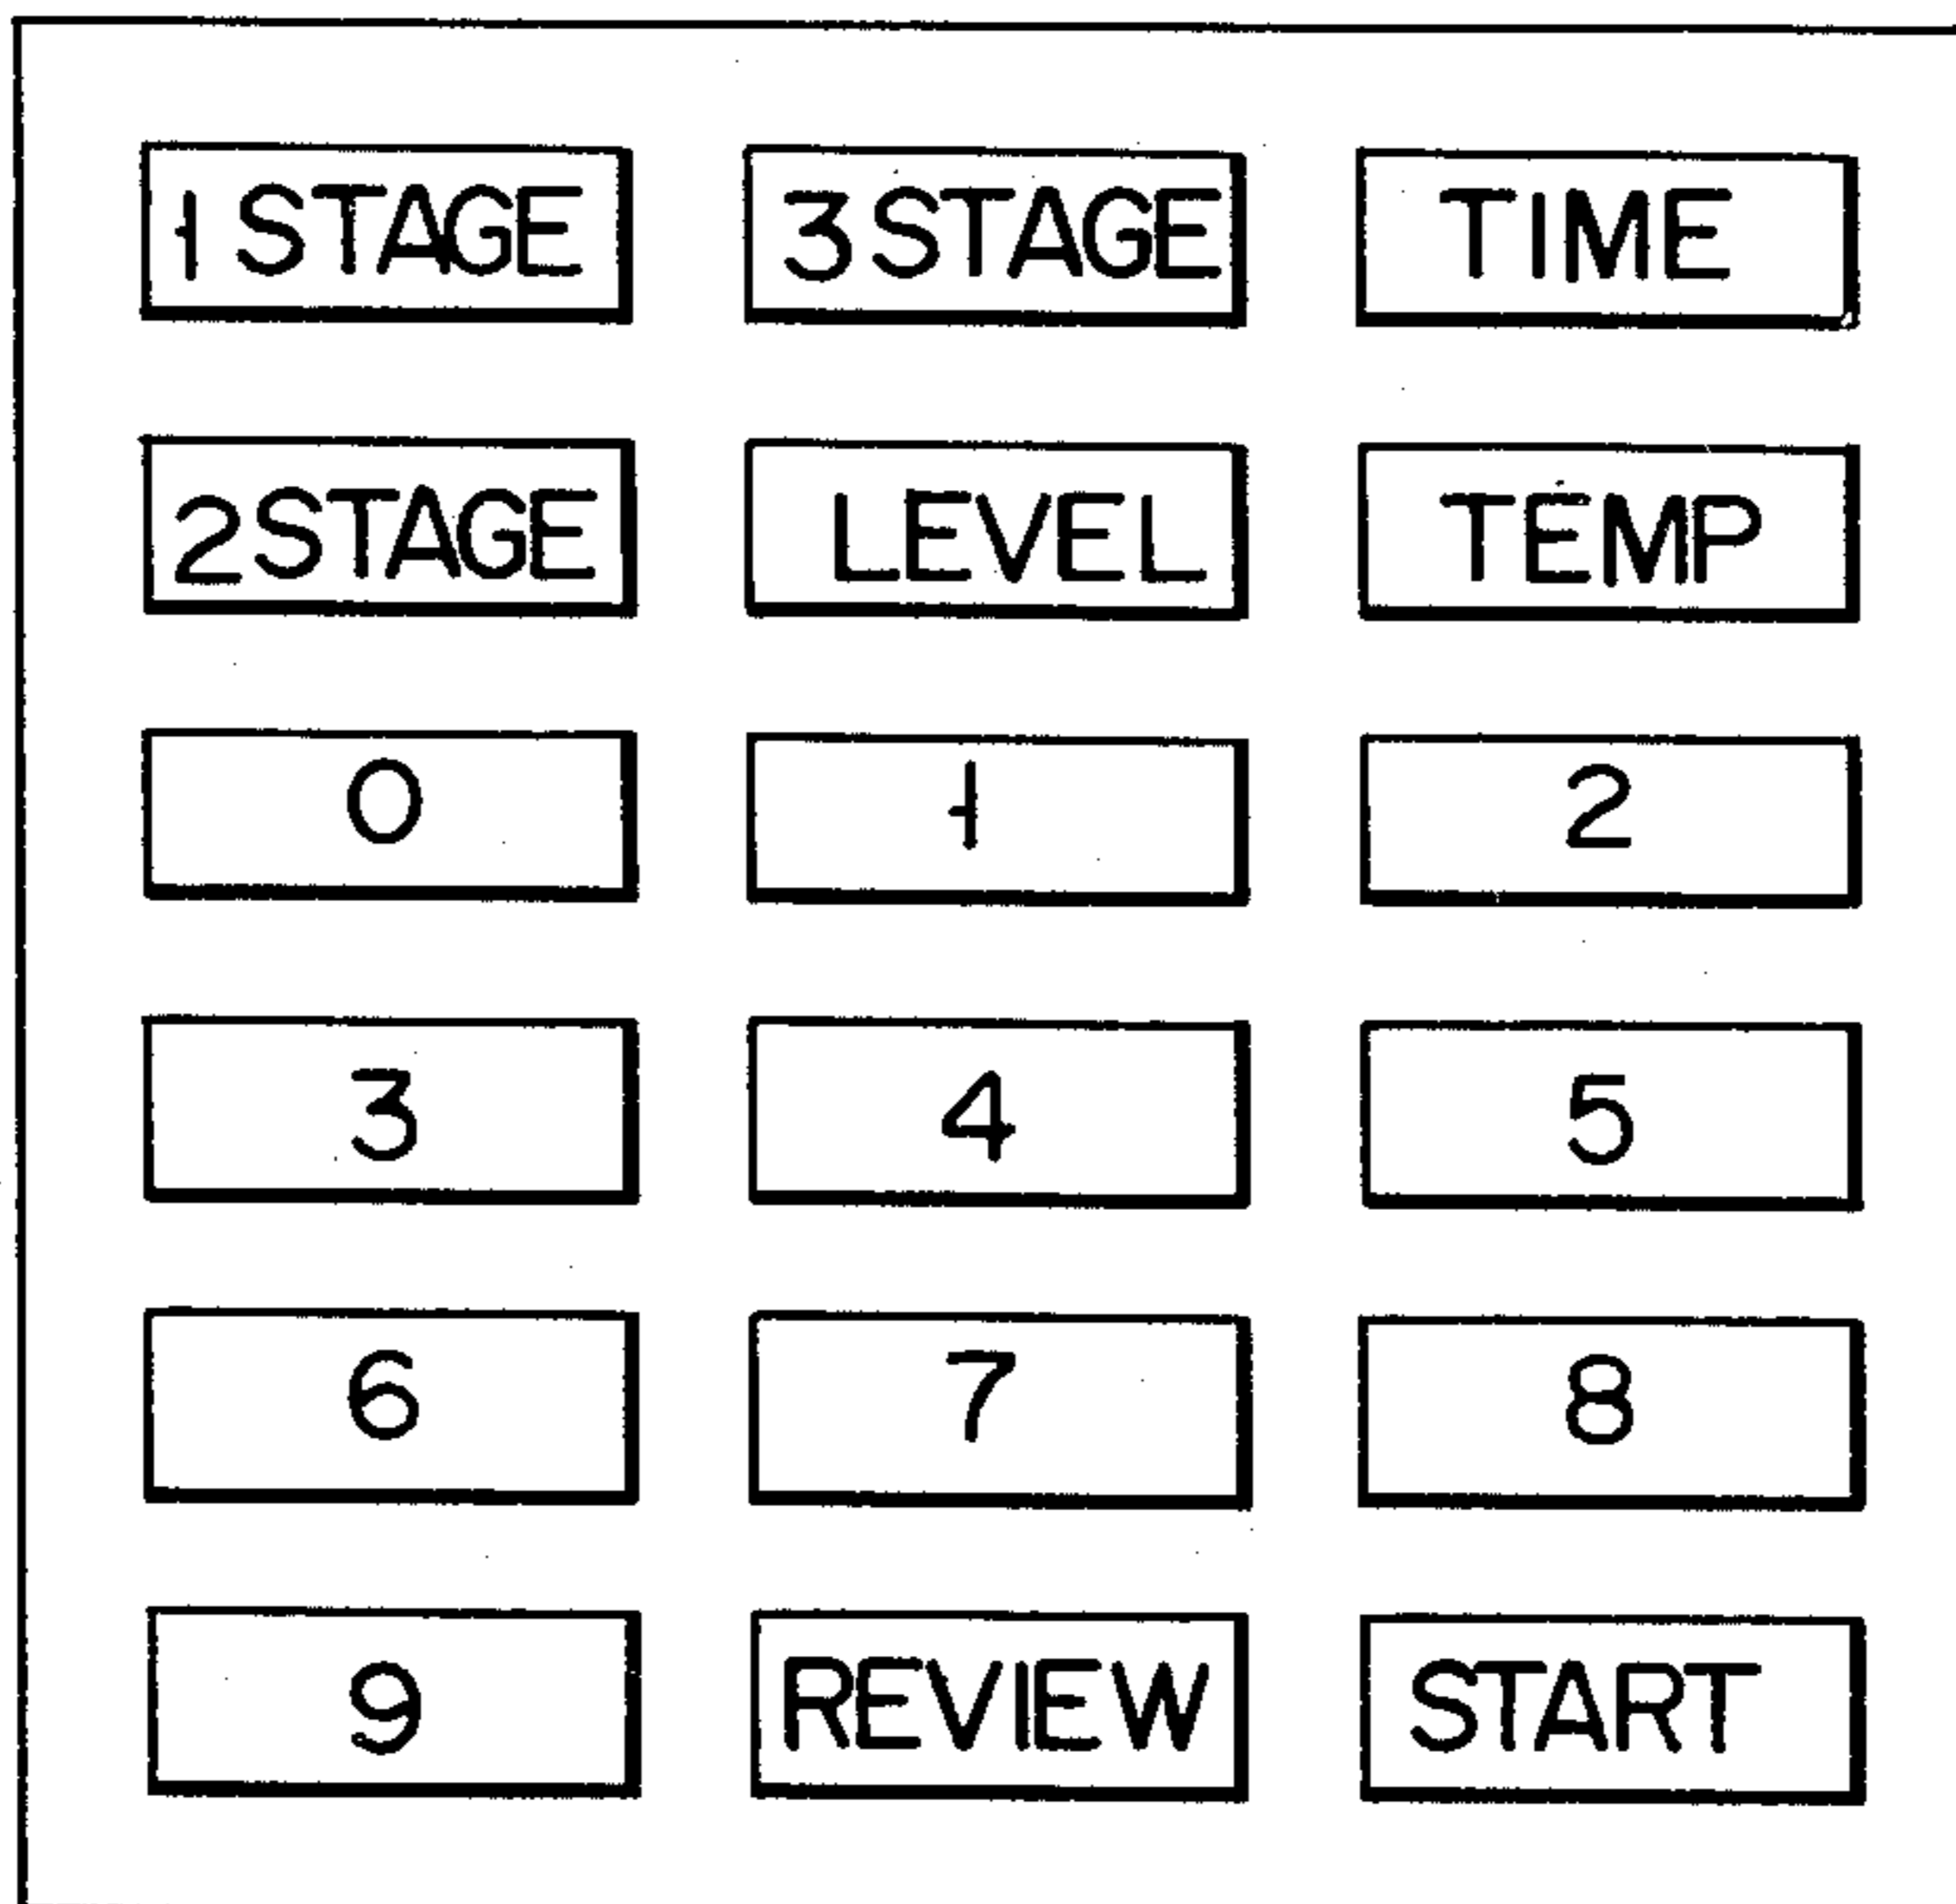 1 STAGE 3 STAGE TIME
2 STAGE LEVEL TEMP
0 1 2
3 4 5
6 7 8
9 REVIEW START